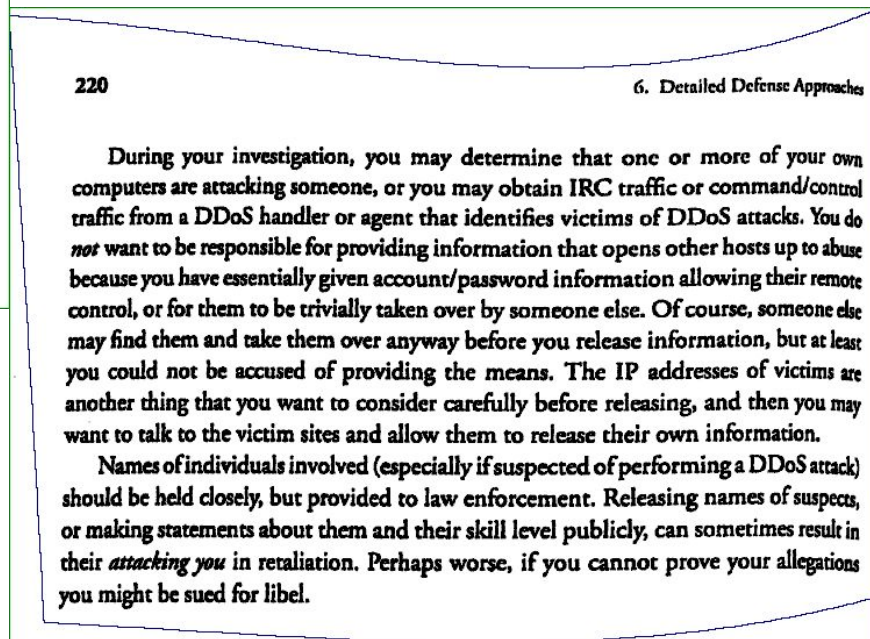 220
6. Detailed Defense Approaches
During your investigation, you may determine that one or more of your own
computers are attacking someone, or you may obtain IRC traffic or command/control
traffic from a DDoS handler or agent that identifies victims of DDoS attacks. You do
not want to be responsible for providing information that opens other hosts up to abuse
because you have essentially given account/password information allowing their remote
control, or for them to be trivially taken over by someone else. Of course, someone else
may find them and take them over anyway before you release information, but at least
you could not be accused of providing the means. The IP addresses of victims are
another thing that you want to consider carefully before releasing, and then you may
want to talk to the victim sites and allow them to release their own information.
Names of individuals involved (especially if suspected of performing a DDoS attack)
should be held closely, but provided to law enforcement. Releasing names of suspects,
or making statements about them and their skill level publicly, can sometimes result in
their attacking you in retaliation. Perhaps worse, if you cannot prove your allegations
you might be sued for libel.